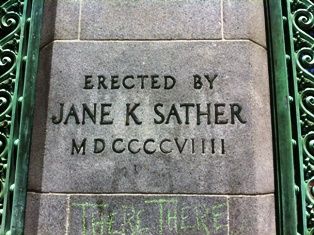 ERECTED BY
JANE K SATHER
MDCCCCVIIII
THERE THERE